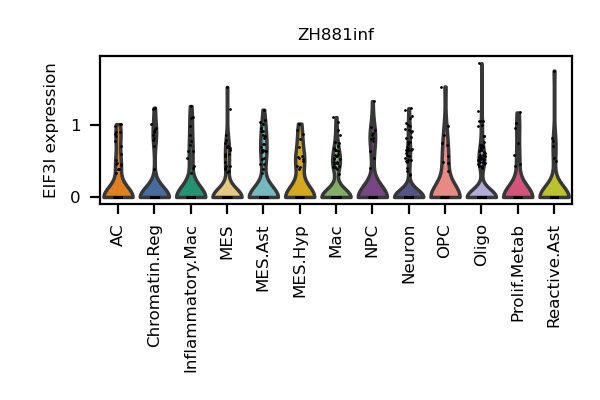 ZH881inf
EIF3I expression
1
0
AC
Chromatin.Reg
Inflammatory.Mac
MES
MES.Ast
MES.Hyp
Mac
NPC
Neuron
OPC
Oligo
Prolif.Metab
Reactive.Ast